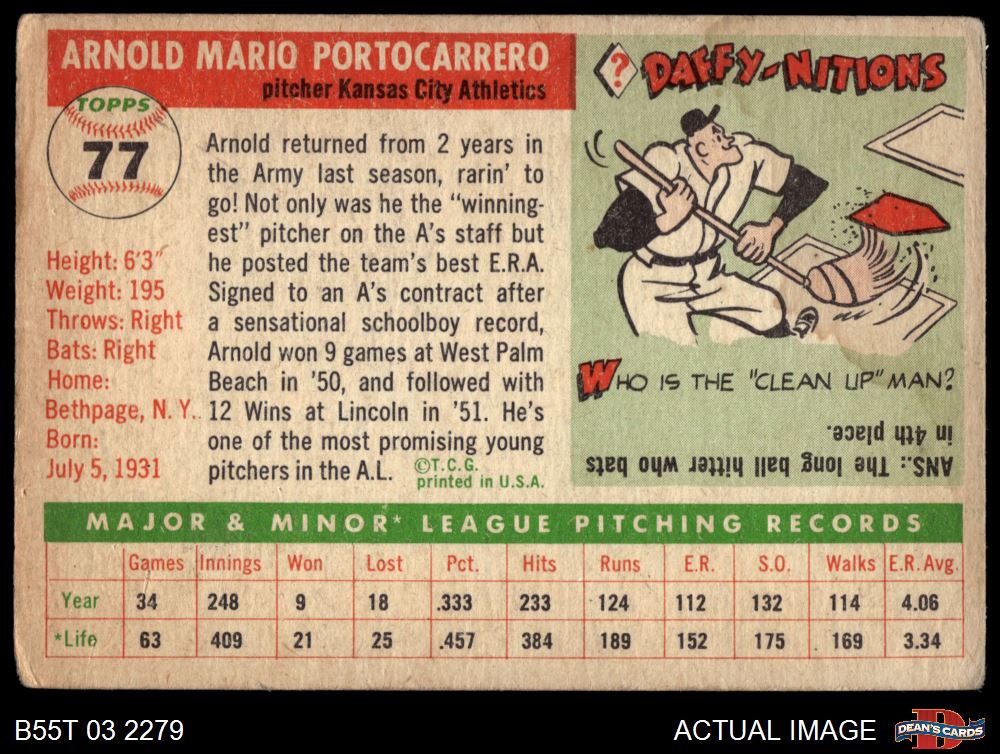 ARNOLD MARIO PORTOCARRERO
pitcher Kansas City Athletics
TOPPS
77
Height: 6'3"
Weight: 195
Throws: Right
Bats: Right
Home:
Bethpage, N. Y.
Born:
July 5, 1931
Arnold returned from 2 years in
the Army last season, rarin' to
go! Not only was he the "winning-
est" pitcher on the A's staff but
he posted the team's best E.R.A.
Signed to an A's contract after
a sensational schoolboy record,
Arnold won 9 games at West Palm
Beach in '50, and followed with
12 Wins at Lincoln in '51. He's
one of the most promising young
pitchers in the A.L.
©T.C.G.
printed in U.S.A.
? DAFFY-NITIONS
WHO IS THE "CLEAN UP" MAN?
ANS.: The long ball hitter who bats
in 4th place.
MAJOR & MINOR* LEAGUE PITCHING RECORDS
Games Innings Won Lost Pct. Hits Runs E.R. S.O. Walks E.R.Avg.
Year 34 248 9 18 .333 233 124 112 132 114 4.06
*Life 63 409 21 25 .457 384 189 152 175 169 3.34
B55T 03 2279
ACTUAL IMAGE
DEAN'S CARDS